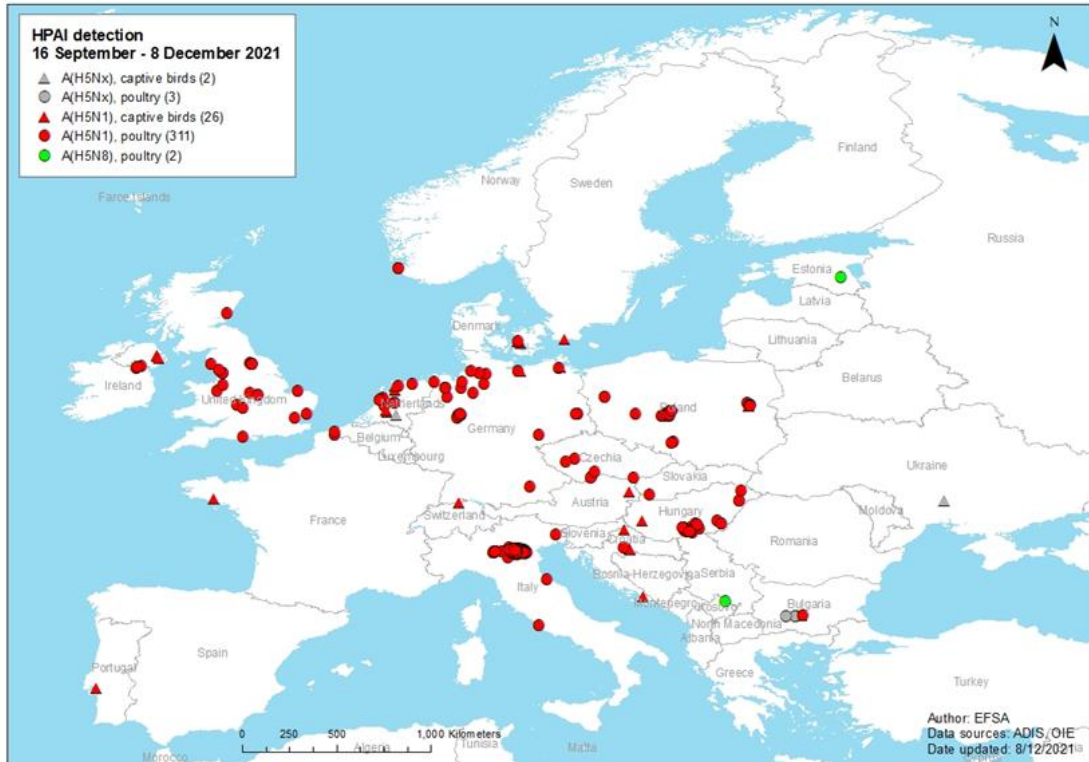 HPAI detection
16 September - 8 December 2021
A(H5Nx), captive birds (2)
A(H5Nx), poultry (3)
A(H5N1), captive birds (26)
A(H5N1), poultry (311)
A(H5N8), poultry (2)
N
Finland
Norway
Sweden
Faroe Islands
Russia
Estonia
Latvia
Denmark
Lithuania
Ireland
Belarus
United Kingdom
Netherlands
Poland
Germany
Belgium
Luxembourg
Czechia
Ukraine
Slovakia
France
Austria
Moldova
Switzerland
Hungary
Slovenia
Croatia
Romania
Bosnia-Herzegovina
Serbia
Italy
Montenegro
Kosovo
Bulgaria
North Macedonia
Albania
Portugal
Spain
Greece
Turkey
0 250 500 1,000 Kilometers
Morocco
Algeria
Tunisia
Malta
Author: EFSA
Data sources: ADIS, OIE
Date updated: 8/12/2021